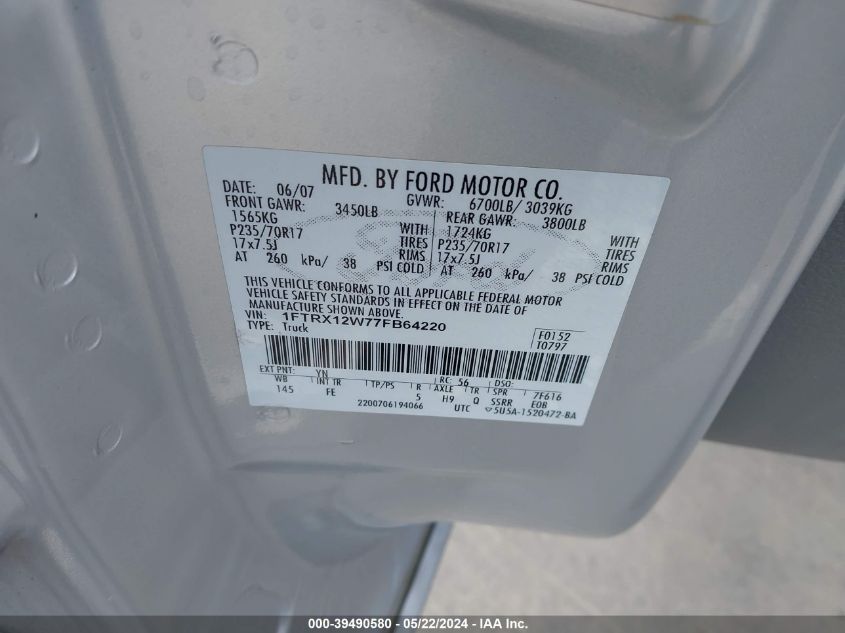 MFD. BY FORD MOTOR CO.
DATE: 06/07 GVWR: 6700LB/ 3039KG
FRONT GAWR: 3450LB REAR GAWR: 3800LB
1565KG 1724KG
P235/70R17 WITH TIRES P235/70R17 WITH TIRES
17x7.5J RIMS 17x7.5J RIMS
AT 260 kPa/ 38 PSI COLD AT 260 kPa/ 38 PSI COLD
THIS VEHICLE CONFORMS TO ALL APPLICABLE FEDERAL MOTOR
VEHICLE SAFETY STANDARDS IN EFFECT ON THE DATE OF
MANUFACTURE SHOWN ABOVE.
VIN: 1FTRX12W77FB64220
TYPE: Truck
F0152
T0797
EXT PNT: YN RC: 56 DSO:
WB INT TR TP/PS R AXLE TR SPR 7F616
145 FE 5 H9 Q SSRR EOB
2200706194066 UTC 5U5A-1520472-BA
000-39490580 - 05/22/2024 - IAA Inc.